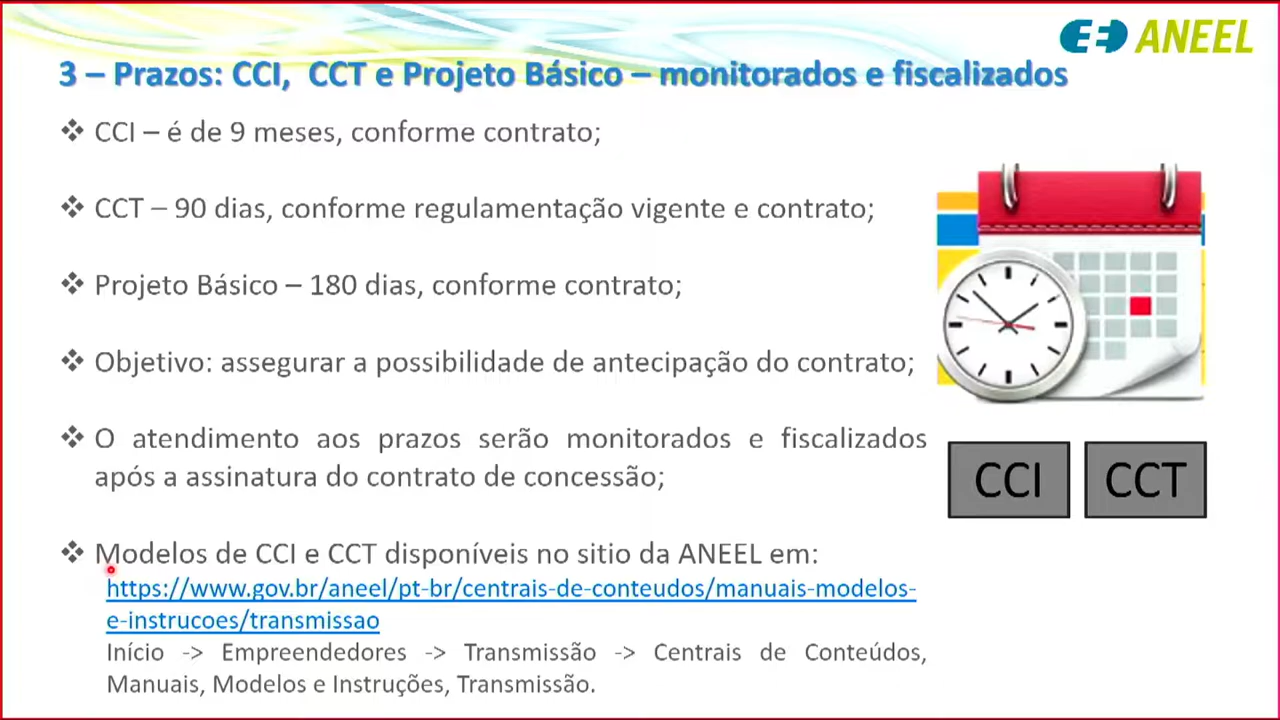 ANEEL
3 – Prazos: CCI, CCT e Projeto Básico – monitorados e fiscalizados
❖ CCI – é de 9 meses, conforme contrato;
❖ CCT – 90 dias, conforme regulamentação vigente e contrato;
❖ Projeto Básico – 180 dias, conforme contrato;
❖ Objetivo: assegurar a possibilidade de antecipação do contrato;
❖ O atendimento aos prazos serão monitorados e fiscalizados
após a assinatura do contrato de concessão;
CCI CCT
❖ Modelos de CCI e CCT disponíveis no sitio da ANEEL em:
https://www.gov.br/aneel/pt-br/centrais-de-conteudos/manuais-modelos-
e-instrucoes/transmissao
Início -> Empreendedores -> Transmissão -> Centrais de Conteúdos,
Manuais, Modelos e Instruções, Transmissão.